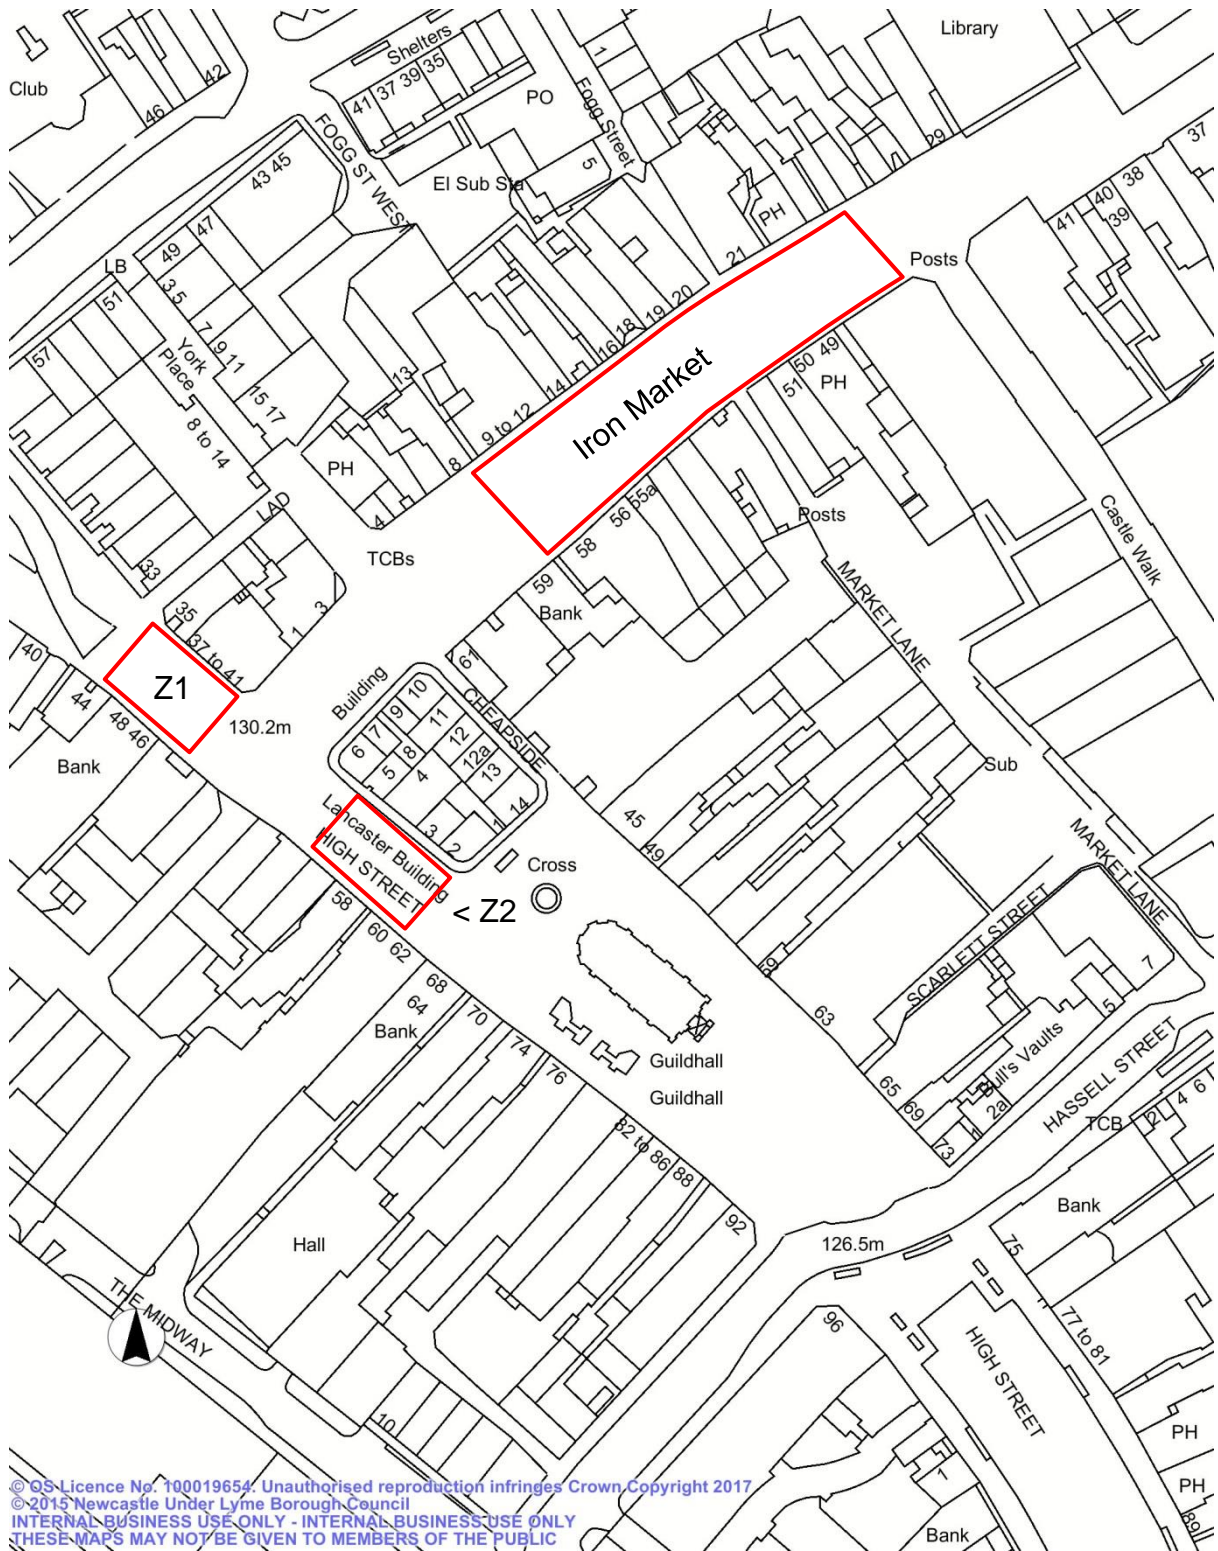 Library
Club
42
46
Shelters
41 37 39 35
PO
1
Fogg Street
29
37
FOGG ST WEST
43 45
El Sub Sta
5
PH
38
40
39
41
47
49
LB
3.5
51
57
7
9 11
York
Place
8 to 14
15 17
13
21
Posts
20
19
18
16
14
9 to 12
8
PH
4
LAD
TCBs
33
Iron Market
49
50
51
PH
55a
56
58
59
Bank
Posts
Castle Walk
MARKET LANE
35
37 to 41
1
3
61
CHEAPSIDE
40
44
48 46
Z1
130.2m
Bank
Building
10
9
7
6
11
8
5
12
4
12a
13
14
3
2
1
Lancaster Building
HIGH STREET
< Z2
Cross
45
49
Sub
MARKET LANE
58
60 62
68
64
Bank
70
74
76
59
63
SCARLETT STREET
7
5
Bull's Vaults
65
69
73
1
2a
HASSELL STREET
Guildhall
Guildhall
TCB
2
4
6
82 to 86
88
92
Bank
126.5m
75
77 to 81
Hall
THE MIDWAY
96
HIGH STREET
10
PH
PH
1
Bank
89
© OS Licence No. 100019654. Unauthorised reproduction infringes Crown Copyright 2017
© 2015 Newcastle Under Lyme Borough Council
INTERNAL BUSINESS USE ONLY - INTERNAL BUSINESS USE ONLY
THESE MAPS MAY NOT BE GIVEN TO MEMBERS OF THE PUBLIC